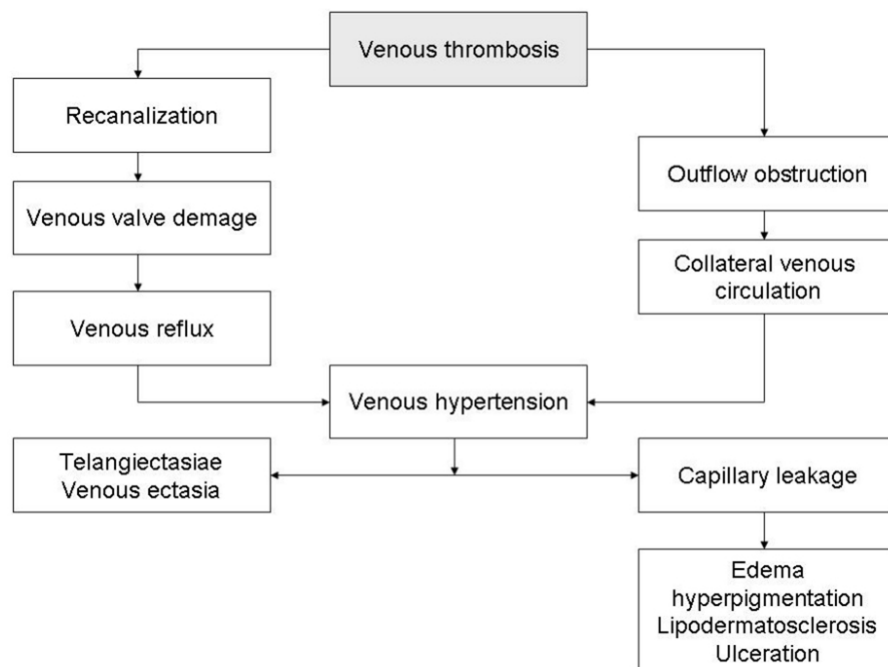 Venous thrombosis
Recanalization
Outflow obstruction
Venous valve demage
Collateral venous
circulation
Venous reflux
Venous hypertension
Telangiectasiae
Venous ectasia
Capillary leakage
Edema
hyperpigmentation
Lipodermatosclerosis
Ulceration